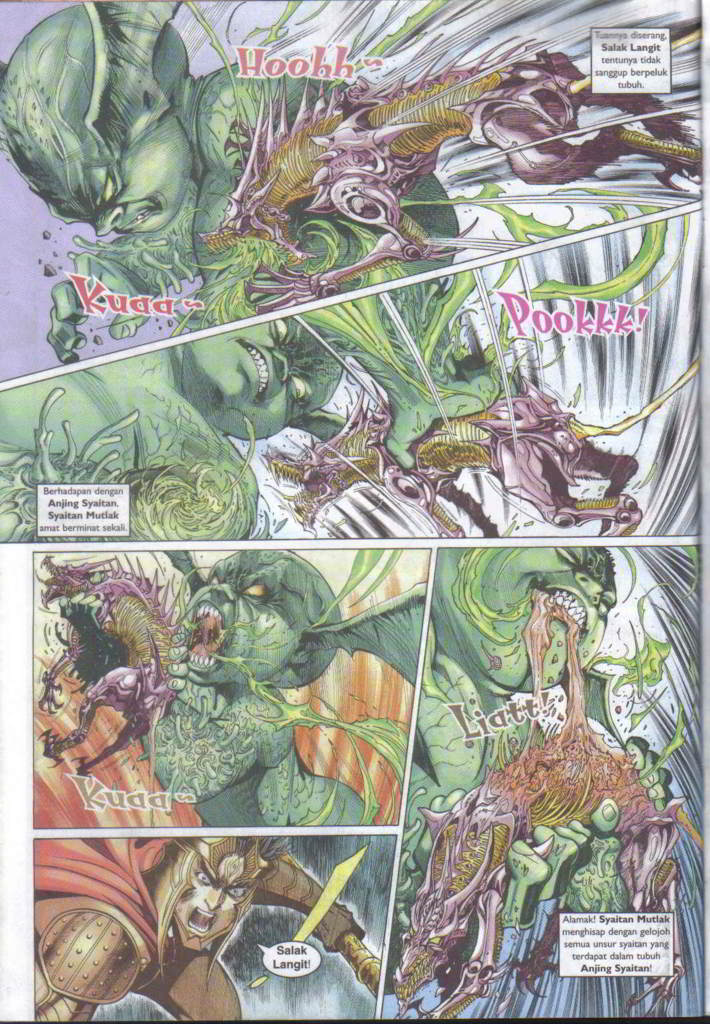 Hoohh~
Tuannya diserang,
Salak Langit
tentunya tidak
sanggup berpeluk
tubuh.
Kuaa~
Pookkk!
Berhadapan dengan
Anjing Syaitan,
Syaitan Mutlak
amat berminat sekali.
Kuaa~
Liatt!
Salak
Langit!
Alamak! Syaitan Mutlak
menghisap dengan gelojoh
semua unsur syaitan yang
terdapat dalam tubuh
Anjing Syaitan!